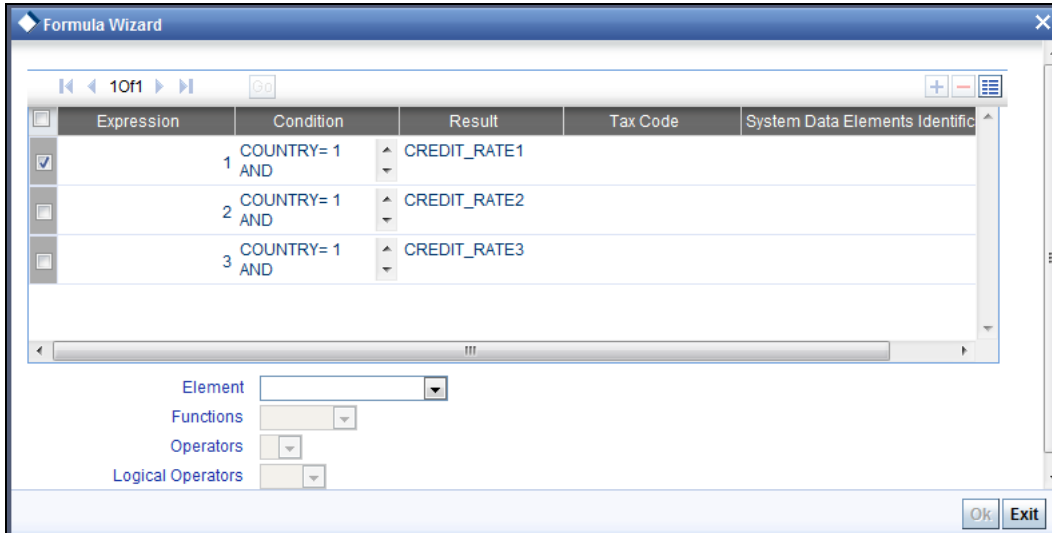 Formula Wizard
1Of1 Go
Expression Condition Result Tax Code System Data Elements Identific
1 COUNTRY= 1 AND CREDIT_RATE1
2 COUNTRY= 1 AND CREDIT_RATE2
3 COUNTRY= 1 AND CREDIT_RATE3
Element
Functions
Operators
Logical Operators
Ok Exit